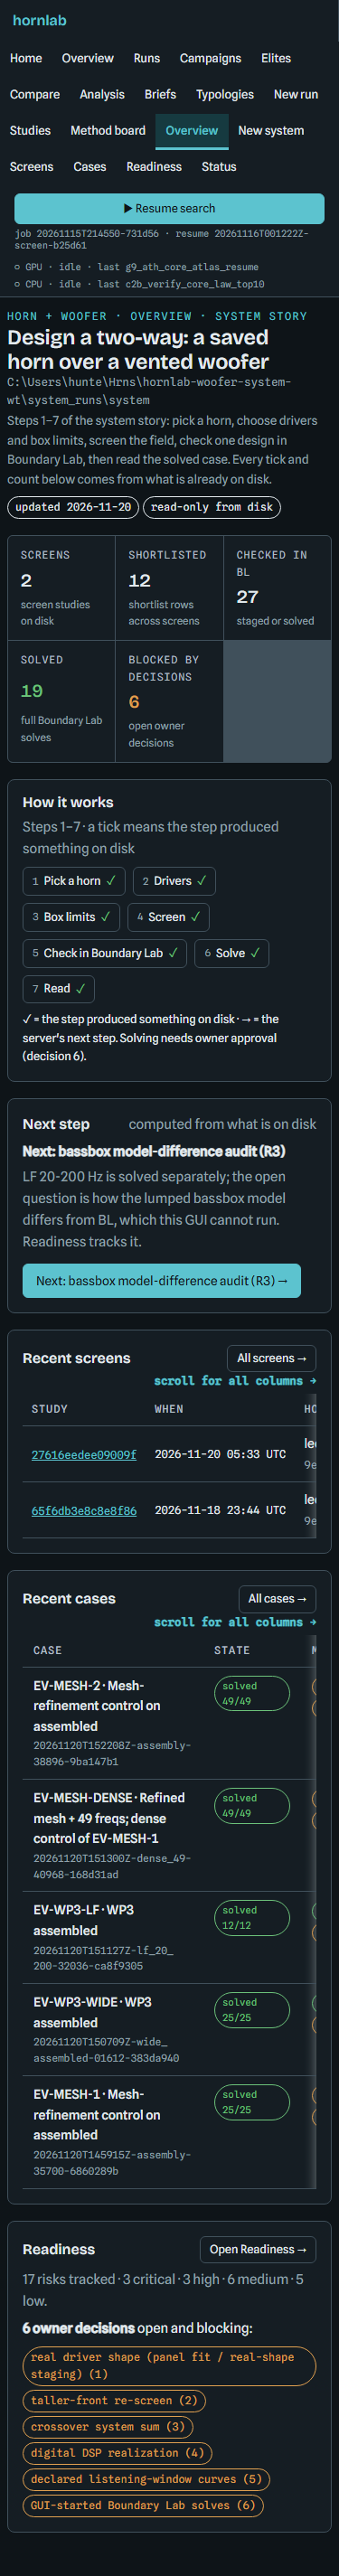 hornlab
Home Overview Runs Campaigns Elites
Compare Analysis Briefs Typologies New run
Studies Method board Overview New system
Screens Cases Readiness Status
▶ Resume search
job 20261115T214550-731d56 · resume 20261116T001222Z-
screen-b25d61
GPU · idle · last g9_ath_core_atlas_resume
CPU · idle · last c2b_verify_core_law_top10
HORN + WOOFER · OVERVIEW · SYSTEM STORY
Design a two-way: a saved
horn over a vented woofer
C:\Users\hunte\Hrns\hornlab-woofer-system-
wt\system_runs\system
Steps 1–7 of the system story: pick a horn, choose drivers
and box limits, screen the field, check one design in
Boundary Lab, then read the solved case. Every tick and
count below comes from what is already on disk.
updated 2026-11-20 read-only from disk
SCREENS
2
screen studies
on disk
SHORTLISTED
12
shortlist rows
across screens
CHECKED IN
BL
27
staged or solved
SOLVED
19
full Boundary Lab
solves
BLOCKED BY
DECISIONS
6
open owner
decisions
How it works
Steps 1–7 · a tick means the step produced
something on disk
1 Pick a horn ✓ 2 Drivers ✓
3 Box limits ✓ 4 Screen ✓
5 Check in Boundary Lab ✓ 6 Solve ✓
7 Read ✓
✓ = the step produced something on disk · → = the
server's next step. Solving needs owner approval
(decision 6).
Next step computed from what is on disk
Next: bassbox model-difference audit (R3)
LF 20-200 Hz is solved separately; the open
question is how the lumped bassbox model
differs from BL, which this GUI cannot run.
Readiness tracks it.
Next: bassbox model-difference audit (R3) →
Recent screens All screens →
scroll for all columns →
STUDY WHEN
27616eedee09009f 2026-11-20 05:33 UTC
65f6db3e8c8e8f86 2026-11-18 23:44 UTC
Recent cases All cases →
scroll for all columns →
CASE STATE
EV-MESH-2 · Mesh-
refinement control on
assembled
20261120T152208Z-assembly-
38896-9ba147b1
solved
49/49
EV-MESH-DENSE · Refined
mesh + 49 freqs; dense
control of EV-MESH-1
20261120T151300Z-dense_49-
40968-168d31ad
solved
49/49
EV-WP3-LF · WP3
assembled
20261120T151127Z-lf_20_
200-32036-ca8f9305
solved
12/12
EV-WP3-WIDE · WP3
assembled
20261120T150709Z-wide_
assembled-01612-383da940
solved
25/25
EV-MESH-1 · Mesh-
refinement control on
assembled
20261120T145915Z-assembly-
35700-6860289b
solved
25/25
Readiness Open Readiness →
17 risks tracked · 3 critical · 3 high · 6 medium · 5
low.
6 owner decisions open and blocking:
real driver shape (panel fit / real-shape
staging) (1)
taller-front re-screen (2)
crossover system sum (3)
digital DSP realization (4)
declared listening-window curves (5)
GUI-started Boundary Lab solves (6)